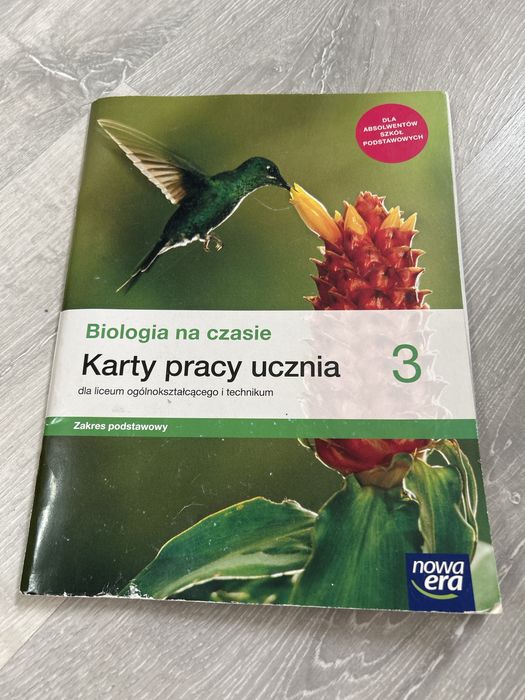 DLA
ABSOLWENTÓW
SZKÓŁ
PODSTAWOWYCH
Biologia na czasie
Karty pracy ucznia 3
dla liceum ogólnokształcącego i technikum
Zakres podstawowy
nowa
era